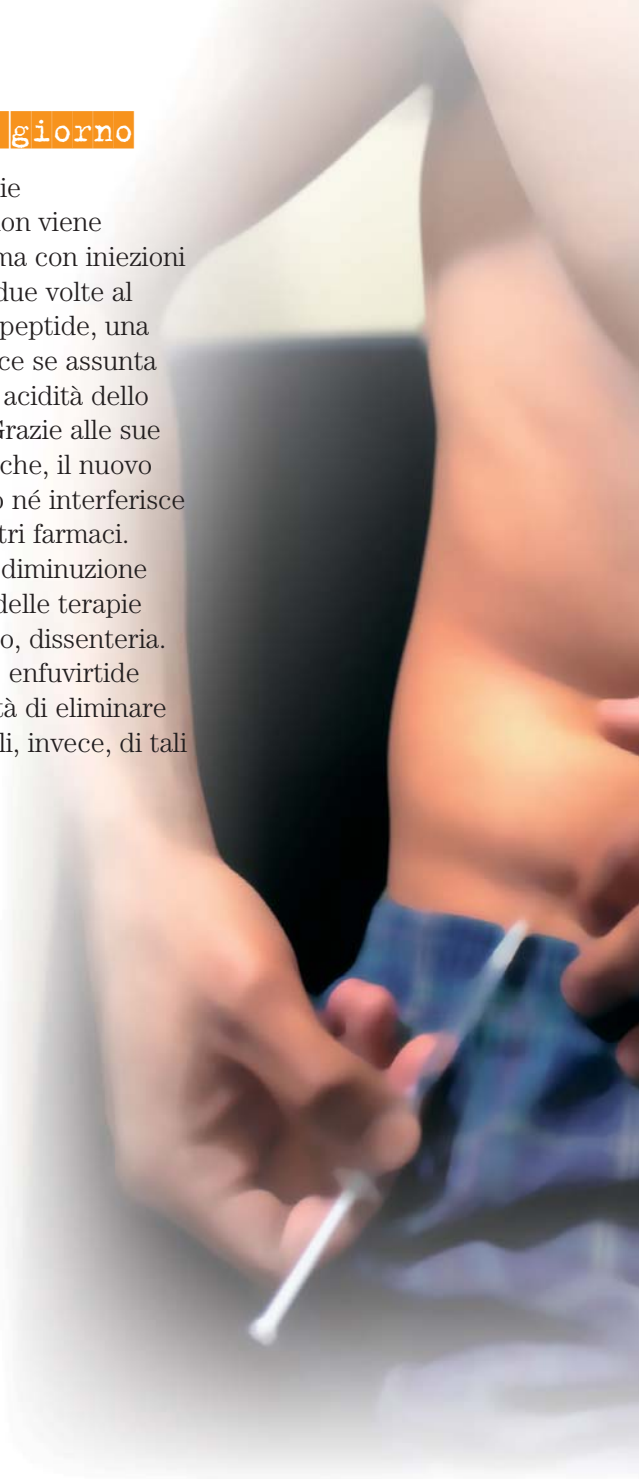 giorno
ie
on viene
ma con iniezioni
due volte al
peptide, una
ce se assunta
acidità dello
Grazie alle sue
che, il nuovo
o né interferisce
tri farmaci.
diminuzione
delle terapie
o, dissenteria.
enfuvirtide
tà di eliminare
li, invece, di tali